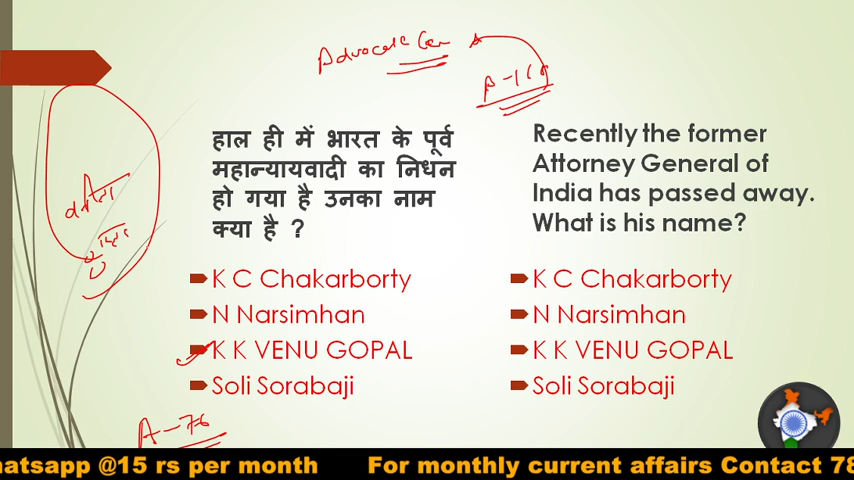 Advocate Gen
हाल ही में भारत के पूर्व
महान्यायवादी का निधन
हो गया है उनका नाम
क्या है ?
K C Chakarborty
N Narsimhan
K K VENU GOPAL
Soli Sorabaji
Recently the former
Attorney General of
India has passed away.
What is his name?
K C Chakarborty
N Narsimhan
K K VENU GOPAL
Soli Sorabaji
A-76
hatsapp @15 rs per month For monthly current affairs Contact 78